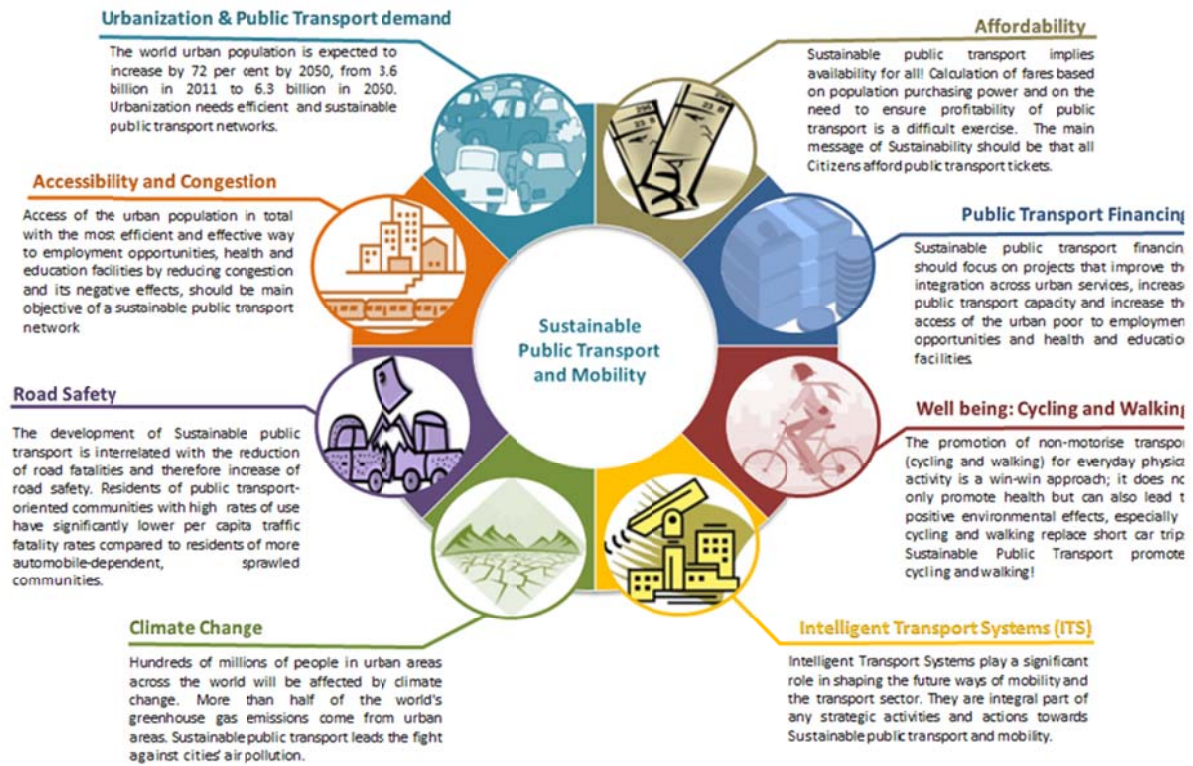 Urbanization & Public Transport demand
The world urban population is expected to
increase by 72 per cent by 2050, from 3.6
billion in 2011 to 6.3 billion in 2050.
Urbanization needs efficient and sustainable
public transport networks.
Affordability
Sustainable public transport implies
availability for all! Calculation of fares based
on population purchasing power and on the
need to ensure profitability of public
transport is a difficult exercise. The main
message of Sustainability should be that all
Citizens afford public transport tickets.
Accessibility and Congestion
Access of the urban population in total
with the most efficient and effective way
to employment opportunities, health and
education facilities by reducing congestion
and its negative effects, should be main
objective of a sustainable public transport
network
Public Transport Financing
Sustainable public transport financin
should focus on projects that improve th
integration across urban services, increas
public transport capacity and increase th
access of the urban poor to employmen
opportunities and health and educatio
facilities.
Sustainable
Public Transport
and Mobility
Road Safety
The development of Sustainable public
transport is interrelated with the reduction
of road fatalities and therefore increase of
road safety. Residents of public transport-
oriented communities with high rates of use
have significantly lower per capita traffic
fatality rates compared to residents of more
automobile-dependent, sprawled
communities.
Well being: Cycling and Walking
The promotion of non-motorise transpor
(cycling and walking) for everyday physica
activity is a win-win approach; it does no
only promote health but can also lead t
positive environmental effects, especially
cycling and walking replace short car trip
Sustainable Public Transport promote
cycling and walking!
Climate Change
Hundreds of millions of people in urban areas
across the world will be affected by climate
change. More than half of the world's
greenhouse gas emissions come from urban
areas. Sustainable public transport leads the fight
against cities' air pollution.
Intelligent Transport Systems (ITS)
Intelligent Transport Systems play a significant
role in shaping the future ways of mobility and
the transport sector. They are integral part of
any strategic activities and actions towards
Sustainable public transport and mobility.